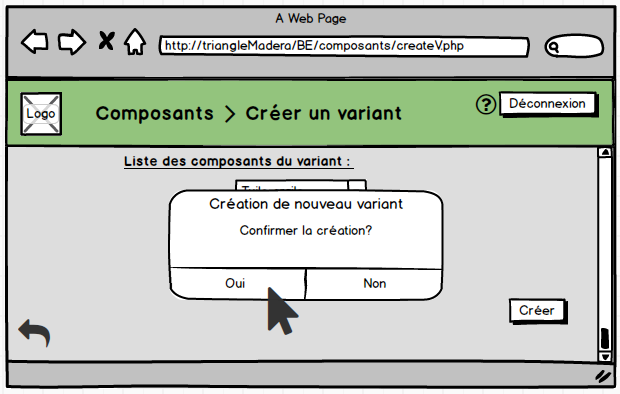 A Web Page
http://triangleMadera/BE/composants/createV.php
Logo
Composants > Créer un variant
?
Déconnexion
Liste des composants du variant :
Création de nouveau variant
Confirmer la création?
Oui
Non
Créer